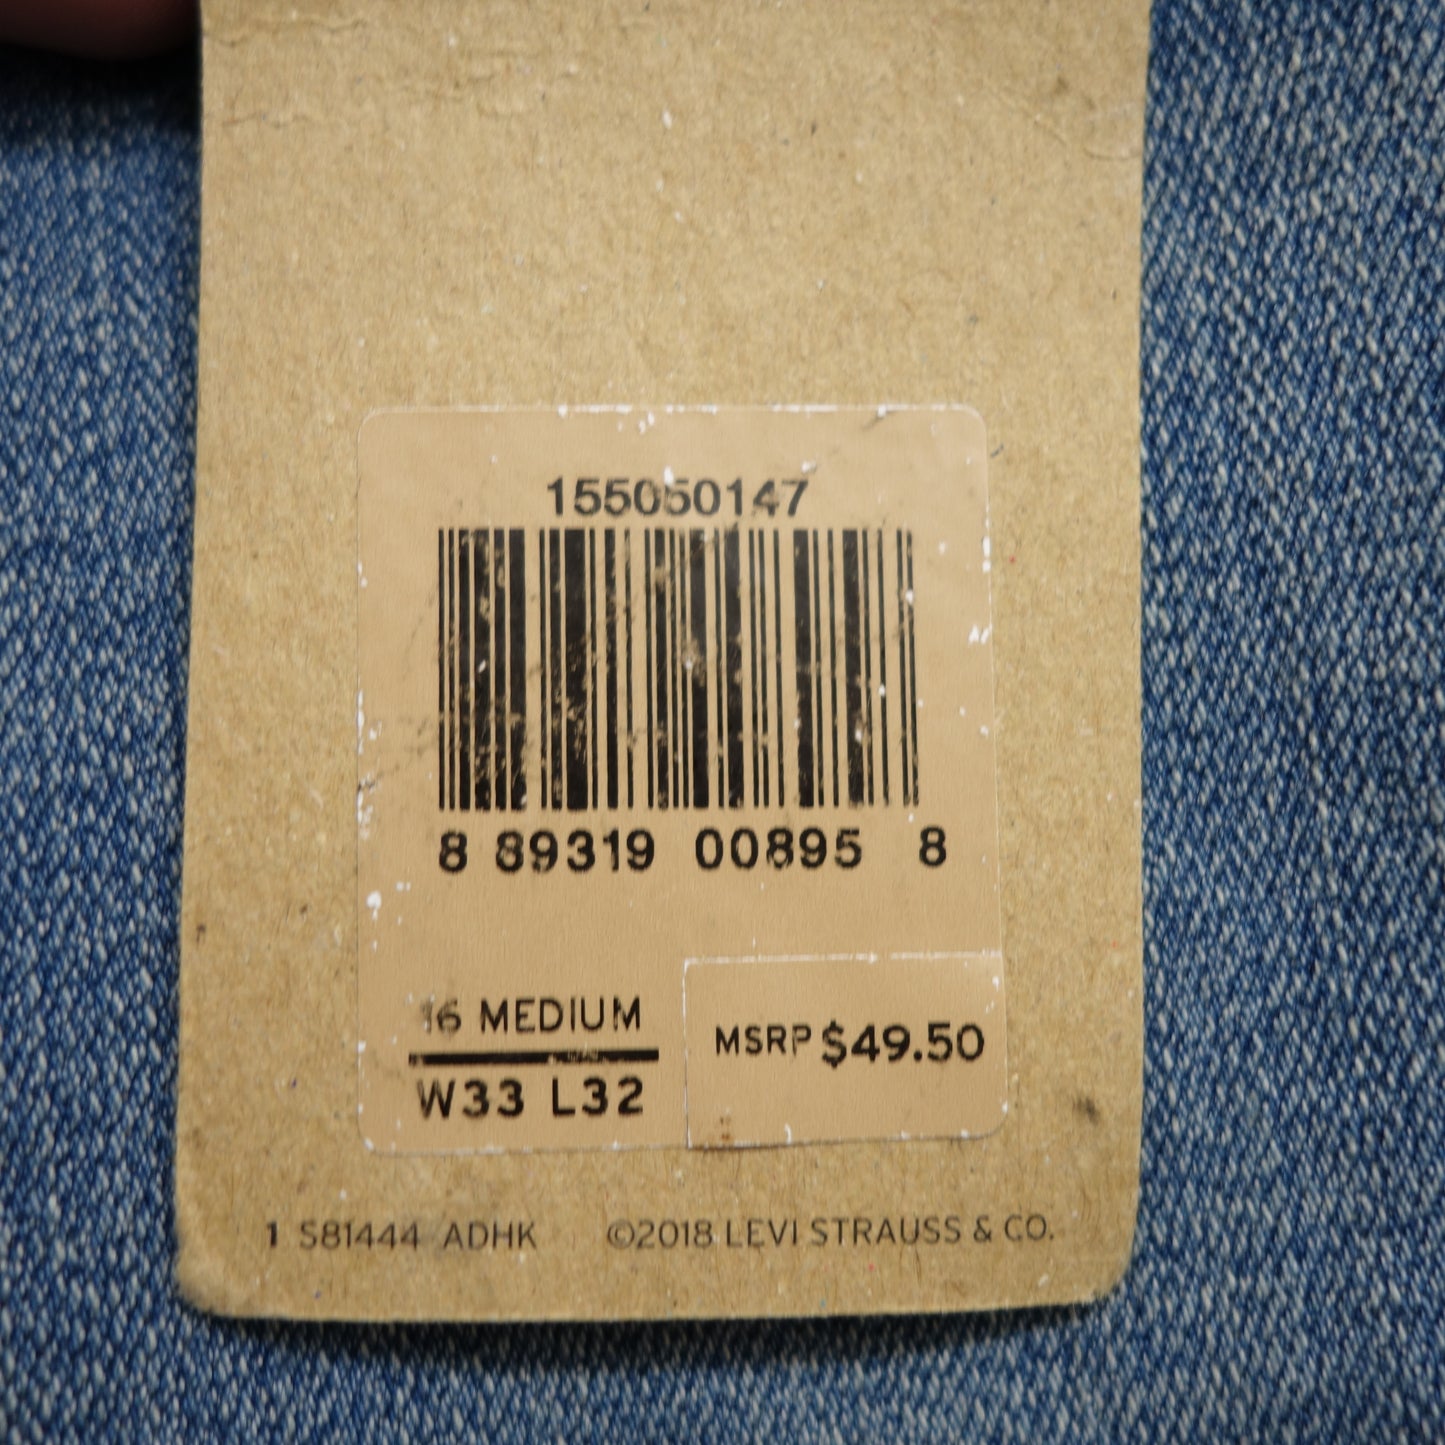 155050147
8 89319 00895 8
16 MEDIUM
W33 L32
MSRP $49.50
1 S81444 ADHK ©2018 LEVI STRAUSS & CO.